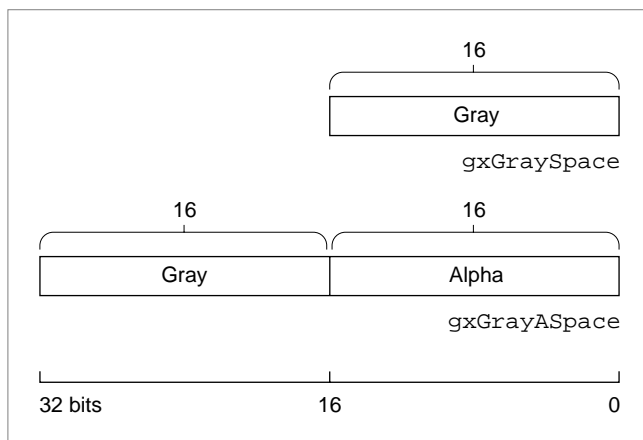 16
Gray
gxGraySpace
16 16
Gray Alpha
gxGrayASpace
32 bits 16 0